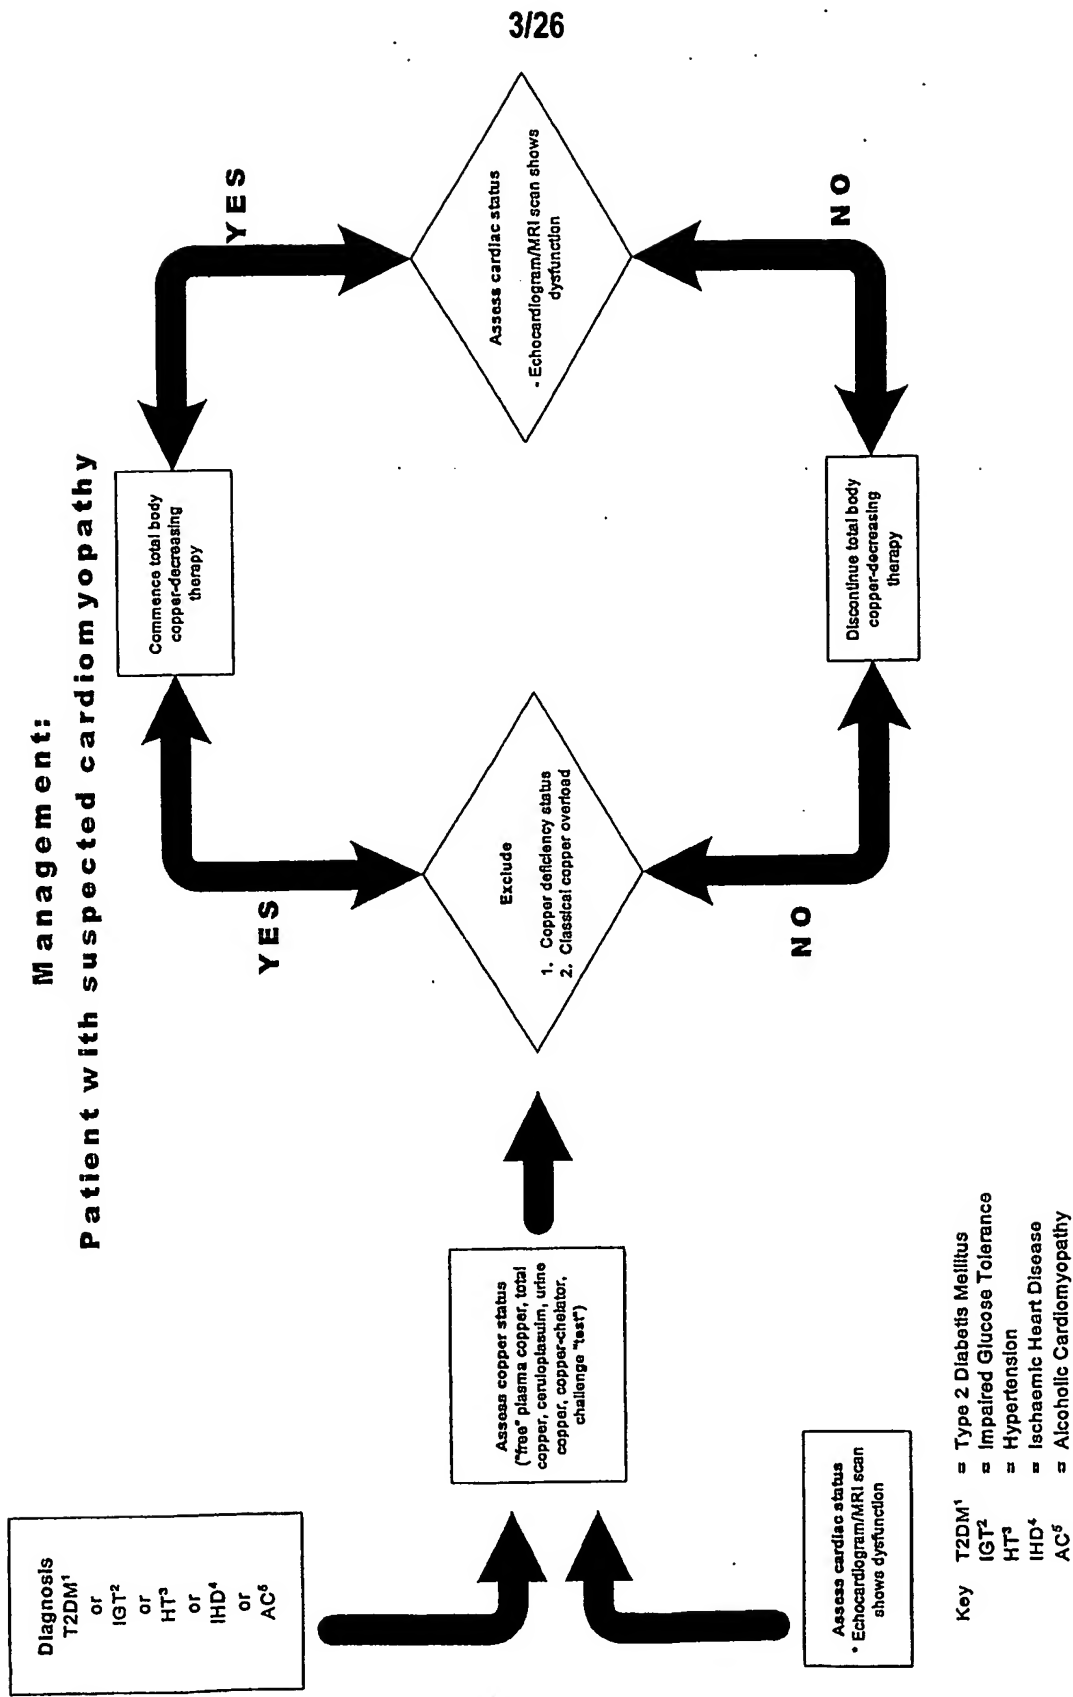 3/26
Management:
Patient with suspected cardiomyopathy
Diagnosis
T2DM¹
or
IGT²
or
HT³
or
IHD⁴
or
AC⁵
Assess cardiac status
• Echocardiogram/MRI scan
shows dysfunction
Assess copper status
("free" plasma copper, total
copper, ceruloplasuim, urine
copper, copper-chelator,
challenge "test")
Exclude
1. Copper deficiency status
2. Classical copper overload
YES
NO
Commence total body
copper-decreasing
therapy
Discontinue total body
copper-decreasing
therapy
YES
NO
Assess cardiac status
- Echocardiogram/MRI scan shows
dysfunction
Key T2DM¹ = Type 2 Diabetis Mellitus
IGT² = Impaired Glucose Tolerance
HT³ = Hypertension
IHD⁴ = Ischaemic Heart Disease
AC⁵ = Alcoholic Cardiomyopathy